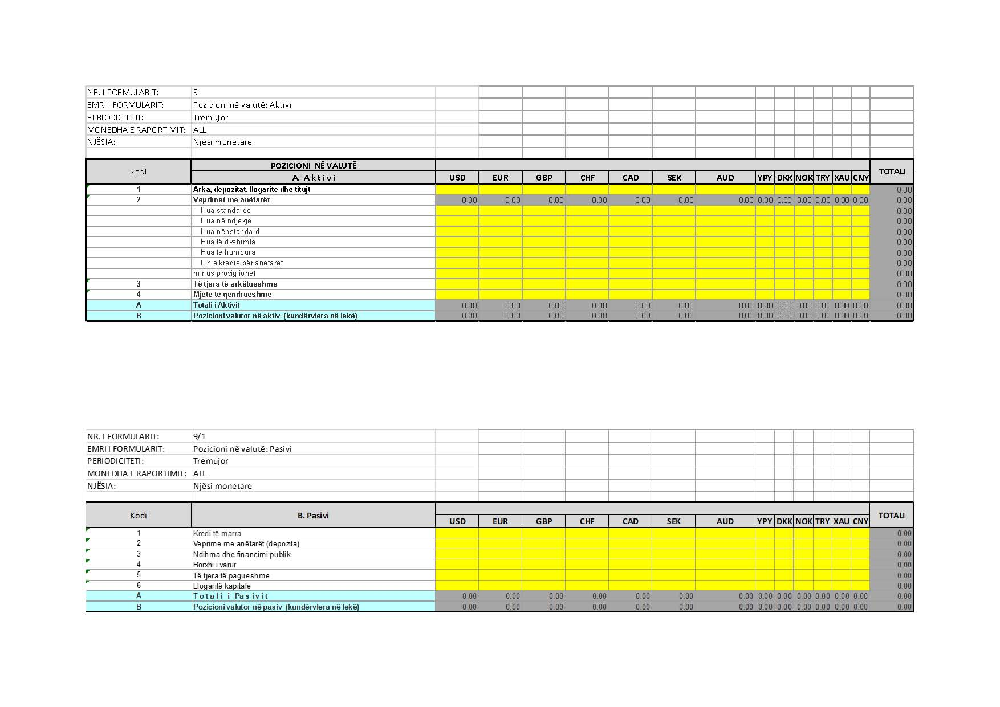 NR. I FORMULARIT: 9
EMRI I FORMULARIT: Pozicioni në valutë: Aktivi
PERIODICITETI: Tremujor
MONEDHA E RAPORTIMIT: ALL
NJËSIA: Njësi monetare
Kodi POZICIONI NË VALUTË TOTALI
A. Aktivi USD EUR GBP CHF CAD SEK AUD YPY DKK NOK TRY XAU CNY
1 Arka, depozitat, llogaritë dhe titujt 0.00
2 Veprimet me anëtarët 0.00 0.00 0.00 0.00 0.00 0.00 0.00 0.00 0.00 0.00 0.00 0.00 0.00 0.00
Hua standarde 0.00
Hua në ndjekje 0.00
Hua nënstandard 0.00
Hua të dyshimta 0.00
Hua të humbura 0.00
Linja kredie për anëtarët 0.00
minus provigjionet 0.00
3 Të tjera të arkëtueshme 0.00
4 Mjete të qëndrueshme 0.00
A Totali i Aktivit 0.00 0.00 0.00 0.00 0.00 0.00 0.00 0.00 0.00 0.00 0.00 0.00 0.00 0.00
B Pozicioni valutor në aktiv (kundërvlera në lekë) 0.00 0.00 0.00 0.00 0.00 0.00 0.00 0.00 0.00 0.00 0.00 0.00 0.00 0.00
NR. I FORMULARIT: 9/1
EMRI I FORMULARIT: Pozicioni në valutë: Pasivi
PERIODICITETI: Tremujor
MONEDHA E RAPORTIMIT: ALL
NJËSIA: Njësi monetare
Kodi B. Pasivi TOTALI
USD EUR GBP CHF CAD SEK AUD YPY DKK NOK TRY XAU CNY
1 Kredi të marra 0.00
2 Veprime me anëtarët (depozita) 0.00
3 Ndihma dhe financimi publik 0.00
4 Borxhi i varur 0.00
5 Të tjera të pagueshme 0.00
6 Llogaritë kapitale 0.00
A Totali i Pasivit 0.00 0.00 0.00 0.00 0.00 0.00 0.00 0.00 0.00 0.00 0.00 0.00 0.00 0.00
B Pozicioni valutor në pasiv (kundërvlera në lekë) 0.00 0.00 0.00 0.00 0.00 0.00 0.00 0.00 0.00 0.00 0.00 0.00 0.00 0.00